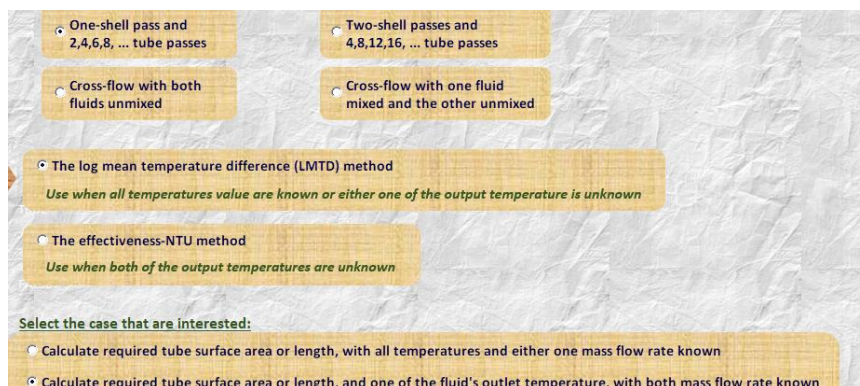 One-shell pass and
2,4,6,8, ... tube passes
Two-shell passes and
4,8,12,16, ... tube passes
Cross-flow with both
fluids unmixed
Cross-flow with one fluid
mixed and the other unmixed
The log mean temperature difference (LMTD) method
Use when all temperatures value are known or either one of the output temperature is unknown
The effectiveness-NTU method
Use when both of the output temperatures are unknown
Select the case that are interested:
Calculate required tube surface area or length, with all temperatures and either one mass flow rate known
Calculate required tube surface area or length, and one of the fluid's outlet temperature, with both mass flow rate known